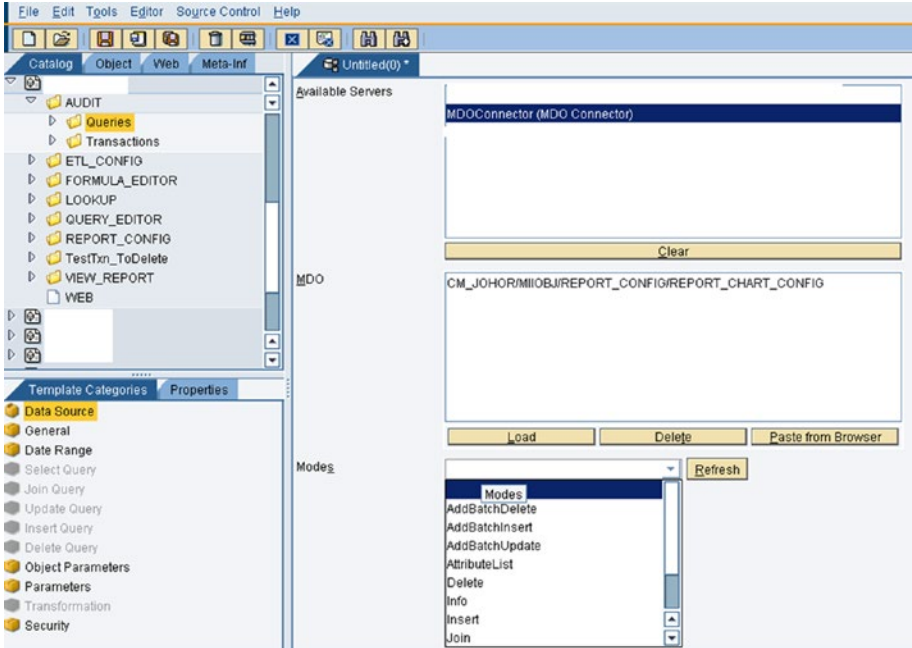 File Edit Tools Editor Source Control Help
Catalog Object Web Meta-Inf
AUDIT
Queries
Transactions
ETL_CONFIG
FORMULA_EDITOR
LOOKUP
QUERY_EDITOR
REPORT_CONFIG
TestTxn_ToDelete
VIEW_REPORT
WEB
Template Categories Properties
Data Source
General
Date Range
Select Query
Join Query
Update Query
Insert Query
Delete Query
Object Parameters
Parameters
Transformation
Security
Untitled(0) *
Available Servers
MDOConnector (MDO Connector)
Clear
MDO
CM_JOHOR/MIIOBJ/REPORT_CONFIG/REPORT_CHART_CONFIG
Load Delete Paste from Browser
Modes Refresh
Modes
AddBatchDelete
AddBatchInsert
AddBatchUpdate
AttributeList
Delete
Info
Insert
Join